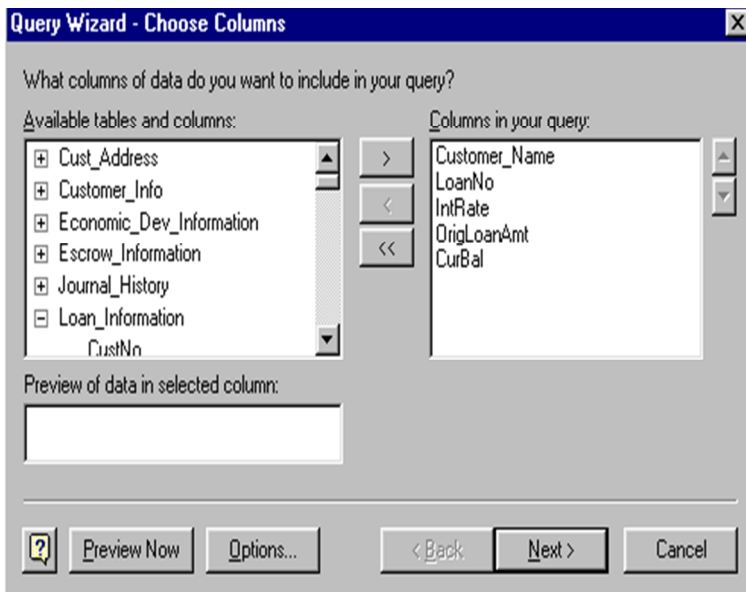 Query Wizard - Choose Columns
What columns of data do you want to include in your query?
Available tables and columns:
Cust_Address
Customer_Info
Economic_Dev_Information
Escrow_Information
Journal_History
Loan_Information
CustNo
>
<
<<
Columns in your query:
Customer_Name
LoanNo
IntRate
OrigLoanAmt
CurBal
Preview of data in selected column:
? Preview Now Options... < Back Next > Cancel